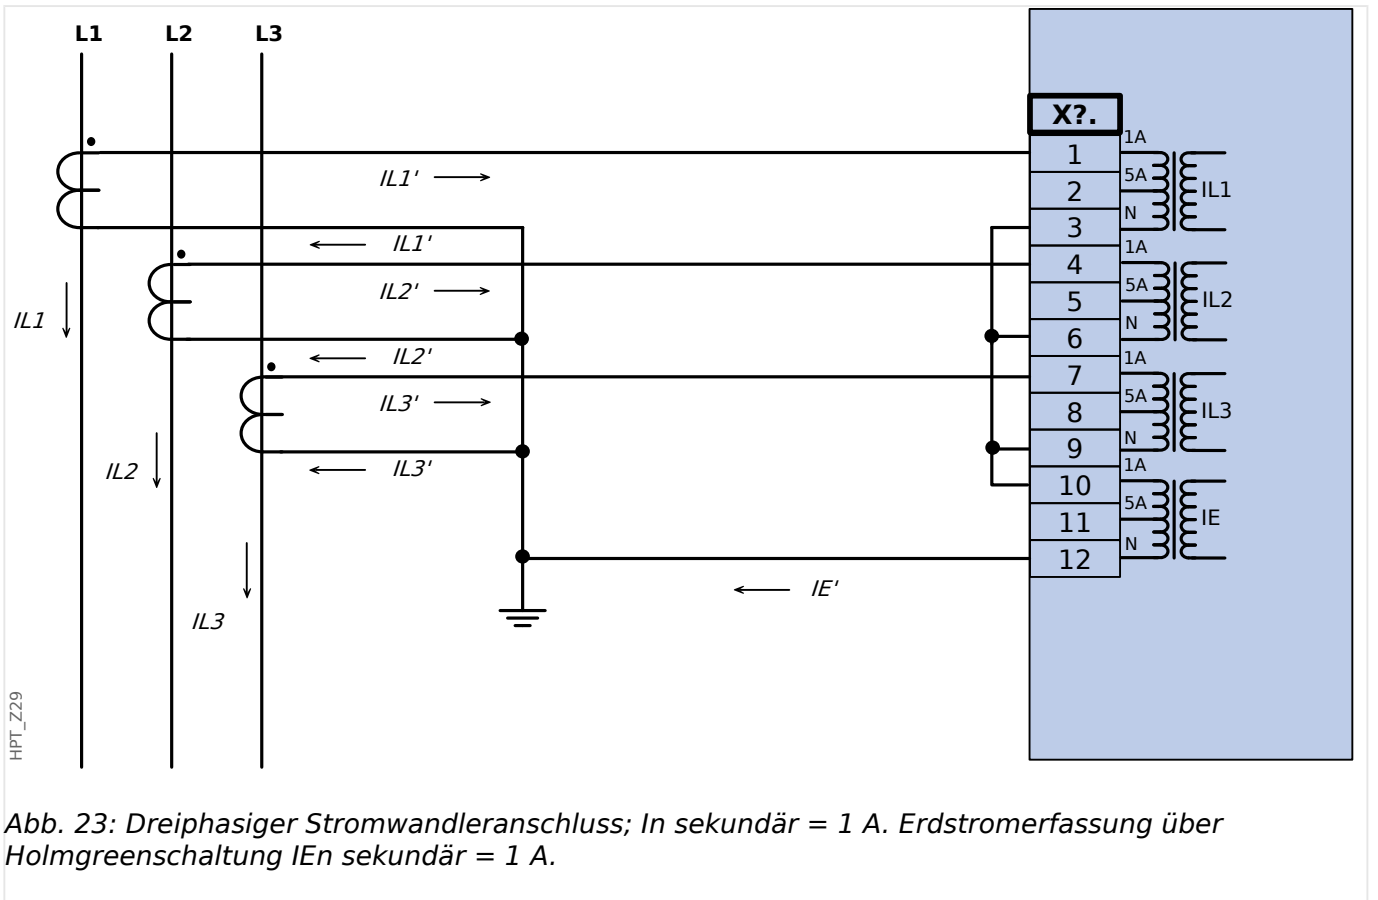 L1 L2 L3
X?.
1
2
3
4
5
6
7
8
9
10
11
12
1A
5A
N
IL1
1A
5A
N
IL2
1A
5A
N
IL3
1A
5A
N
IE
IL1'
IL1'
IL2'
IL2'
IL3'
IL3'
IE'
IL1
IL2
IL3
HPT_Z29
Abb. 23: Dreiphasiger Stromwandleranschluss; In sekundär = 1 A. Erdstromerfassung über
Holmgreenschaltung IEn sekundär = 1 A.